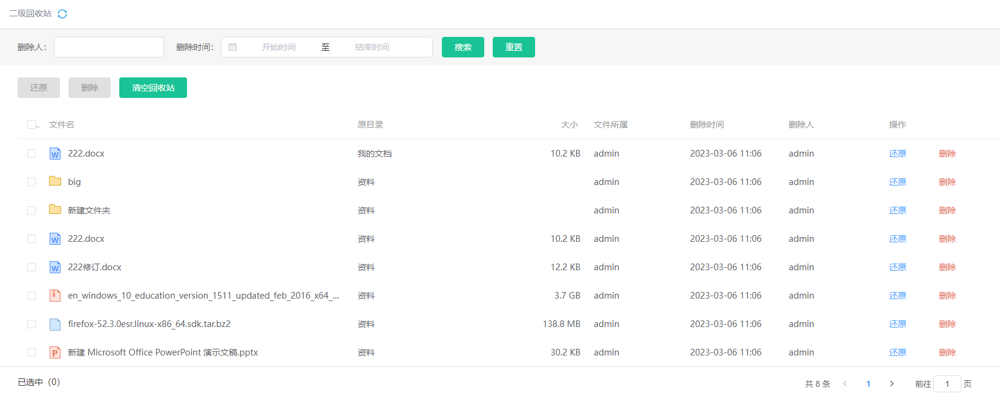 二级回收站
删除人： 删除时间： 开始时间 至 结束时间 搜索 重置
还原 删除 清空回收站
文件名 原目录 大小 文件所属 删除时间 删除人 操作
222.docx 我的文档 10.2 KB admin 2023-03-06 11:06 admin 还原 删除
big 资料 admin 2023-03-06 11:06 admin 还原 删除
新建文件夹 资料 admin 2023-03-06 11:06 admin 还原 删除
222.docx 资料 10.2 KB admin 2023-03-06 11:06 admin 还原 删除
222修订.docx 资料 12.2 KB admin 2023-03-06 11:06 admin 还原 删除
en_windows_10_education_version_1511_updated_feb_2016_x64_... 资料 3.7 GB admin 2023-03-06 11:06 admin 还原 删除
firefox-52.3.0esr.linux-x86_64.sdk.tar.bz2 资料 138.8 MB admin 2023-03-06 11:06 admin 还原 删除
新建 Microsoft Office PowerPoint 演示文稿.pptx 资料 30.2 KB admin 2023-03-06 11:06 admin 还原 删除
已选中（0） 共 8 条 1 前往 1 页